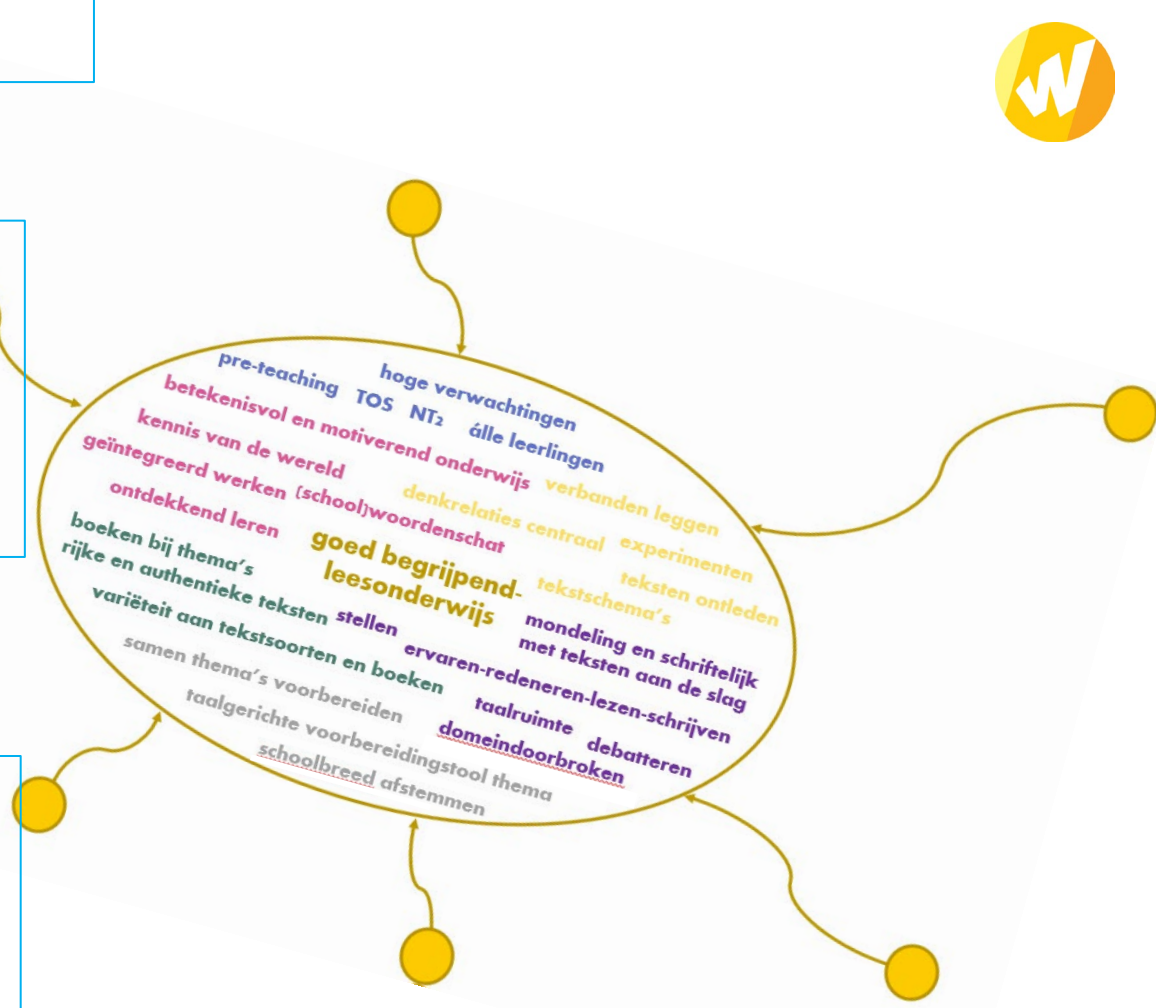 W
pre-teaching
hoge verwachtingen
TOS NT2 álle leerlingen
betekenisvol en motiverend onderwijs
kennis van de wereld
geïntegreerd werken (school)woordenschat
ontdekkend leren
verbanden leggen
denkrelaties centraal
experimenten
teksten ontleden
tekstschema's
goed begrijpend-
leesonderwijs
boeken bij thema's
rijke en authentieke teksten
variëteit aan tekstsoorten en boeken
stellen
mondeling en schriftelijk
met teksten aan de slag
ervaren-redeneren-lezen-schrijven
taalruimte debatteren
domeindoorbroken
samen thema's voorbereiden
taalgerichte voorbereidingstool thema
schoolbreed afstemmen